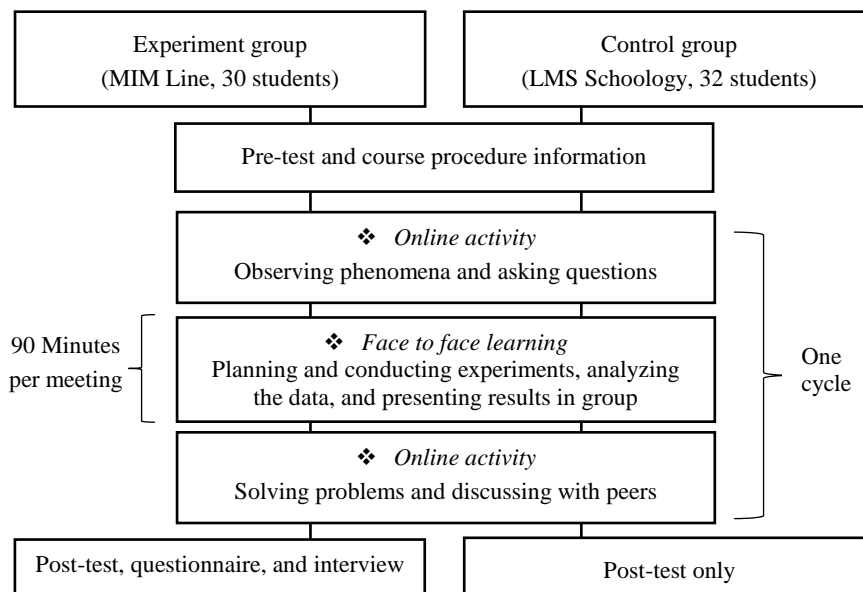 Experiment group
(MIM Line, 30 students)
Control group
(LMS Schoology, 32 students)
Pre-test and course procedure information
❖ Online activity
Observing phenomena and asking questions
90 Minutes
per meeting
❖ Face to face learning
Planning and conducting experiments, analyzing
the data, and presenting results in group
One
cycle
❖ Online activity
Solving problems and discussing with peers
Post-test, questionnaire, and interview
Post-test only